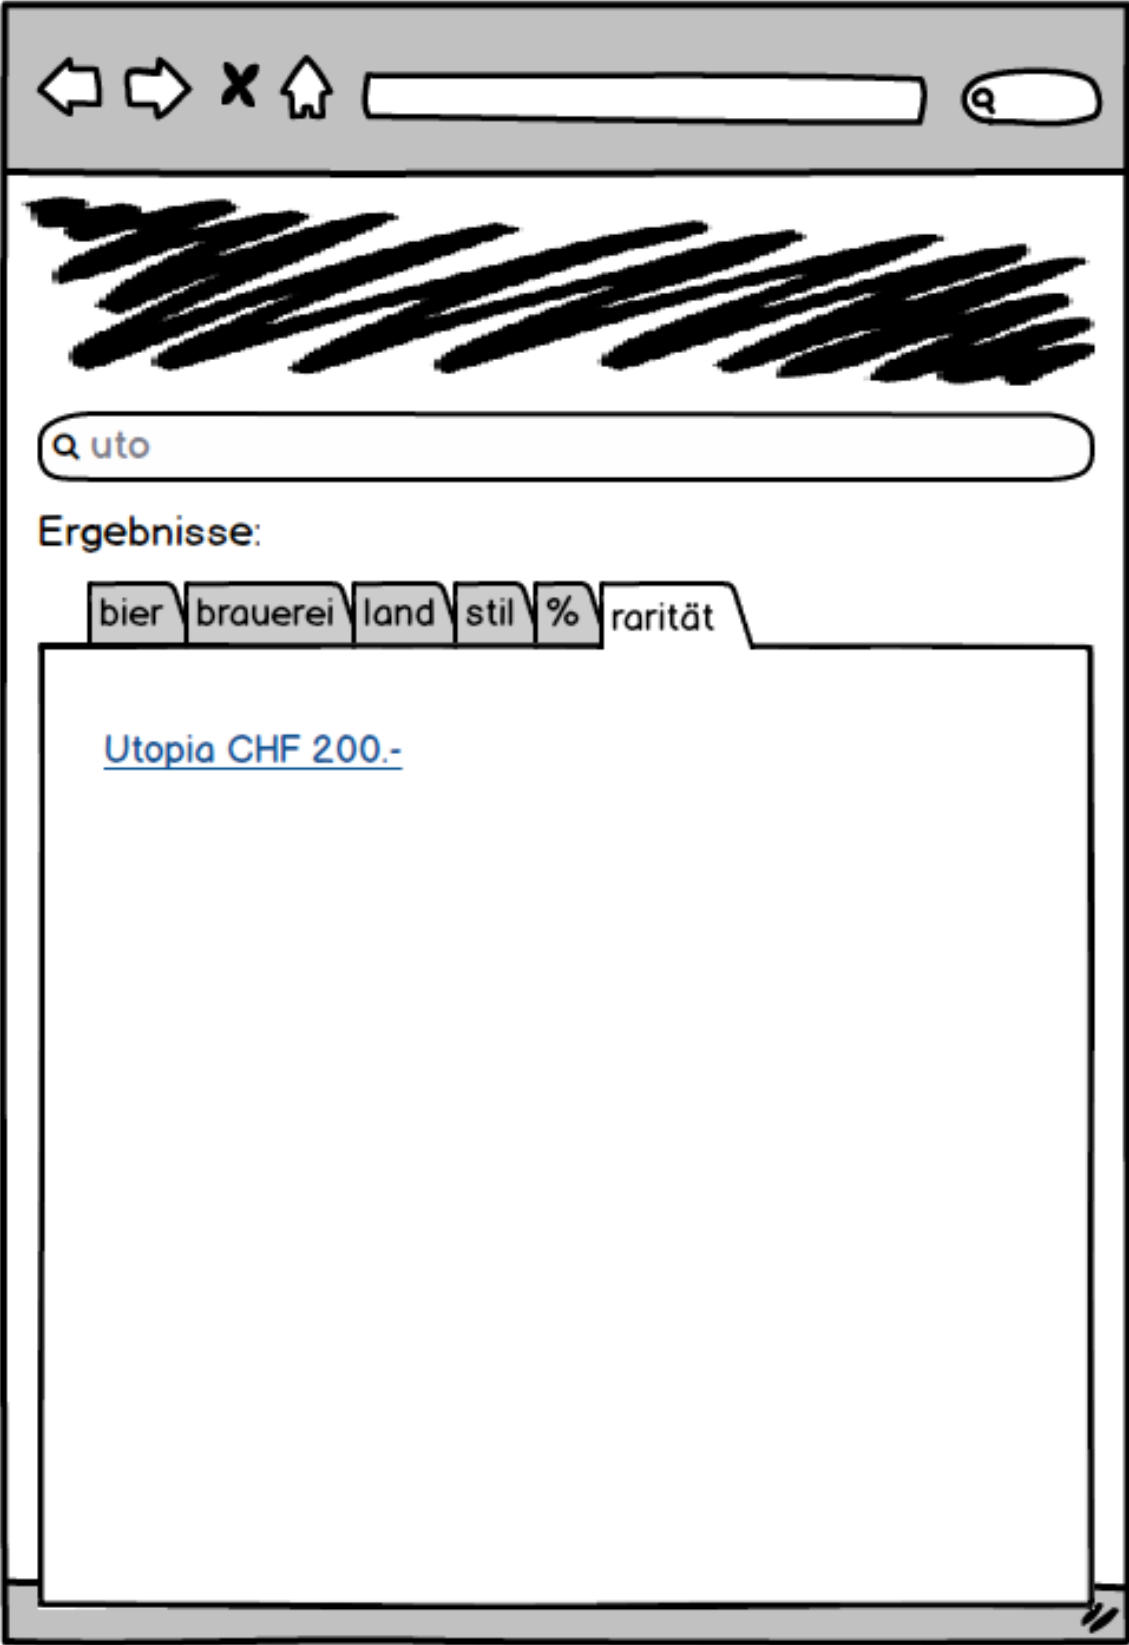 uto
Ergebnisse:
bier brauerei land stil % rarität
Utopia CHF 200.-